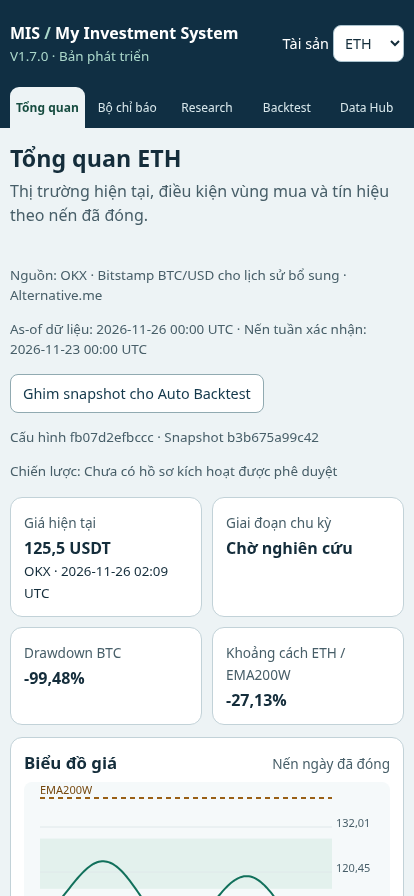 MIS / My Investment System
V1.7.0 · Bản phát triển
Tài sản
ETH
Tổng quan
Bộ chỉ báo
Research
Backtest
Data Hub
Tổng quan ETH
Thị trường hiện tại, điều kiện vùng mua và tín hiệu
theo nến đã đóng.
Nguồn: OKX · Bitstamp BTC/USD cho lịch sử bổ sung ·
Alternative.me
As-of dữ liệu: 2026-11-26 00:00 UTC · Nến tuần xác nhận:
2026-11-23 00:00 UTC
Ghim snapshot cho Auto Backtest
Cấu hình fb07d2efbccc · Snapshot b3b675a99c42
Chiến lược: Chưa có hồ sơ kích hoạt được phê duyệt
Giá hiện tại
125,5 USDT
OKX · 2026-11-26 02:09
UTC
Giai đoạn chu kỳ
Chờ nghiên cứu
Drawdown BTC
-99,48%
Khoảng cách ETH /
EMA200W
-27,13%
Biểu đồ giá
Nến ngày đã đóng
EMA200W
132,01
120,45